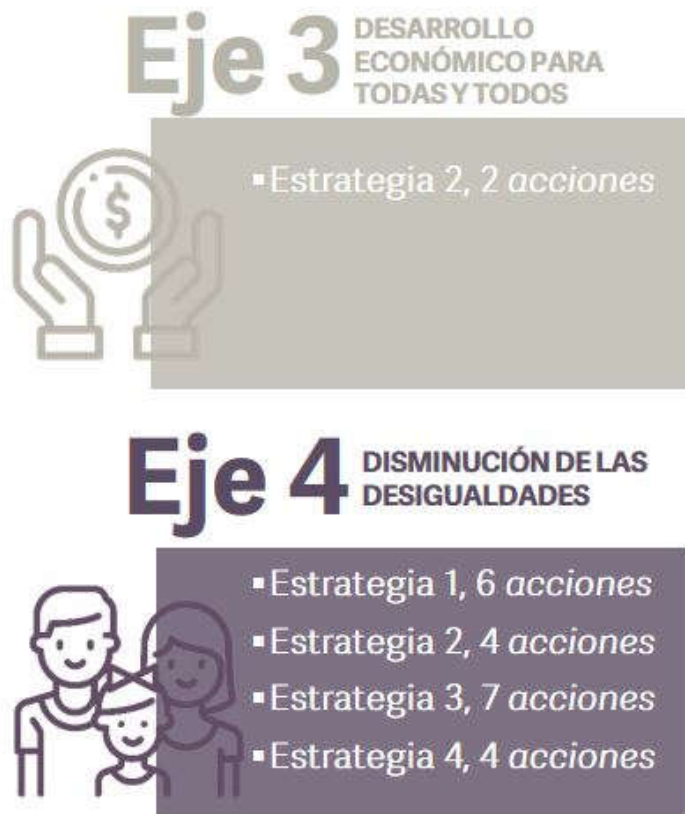 Eje 3 DESARROLLO
ECONÓMICO PARA
TODAS Y TODOS
$
▪Estrategia 2, 2 acciones
Eje 4 DISMINUCIÓN DE LAS
DESIGUALDADES
▪Estrategia 1, 6 acciones
▪Estrategia 2, 4 acciones
▪Estrategia 3, 7 acciones
▪Estrategia 4, 4 acciones